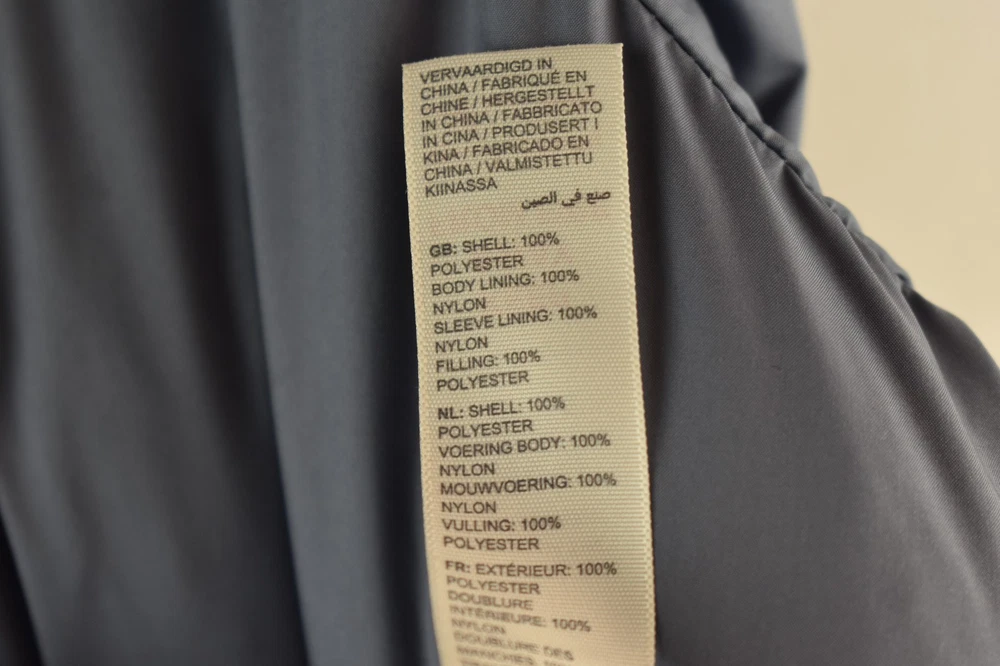 VERVAARDIGD IN
CHINA / FABRIQUÉ EN
CHINE / HERGESTELLT
IN CHINA / FABBRICATO
IN CINA / PRODUSERT I
KINA / FABRICADO EN
CHINA / VALMISTETTU
KIINASSA
صنع في الصين
GB: SHELL: 100%
POLYESTER
BODY LINING: 100%
NYLON
SLEEVE LINING: 100%
NYLON
FILLING: 100%
POLYESTER
NL: SHELL: 100%
POLYESTER
VOERING BODY: 100%
NYLON
MOUWVOERING: 100%
NYLON
VULLING: 100%
POLYESTER
FR: EXTÉRIEUR: 100%
POLYESTER
DOUBLURE
INTÉRIEURE: 100%
NYLON
DOUBLURE DES
MANCHES: